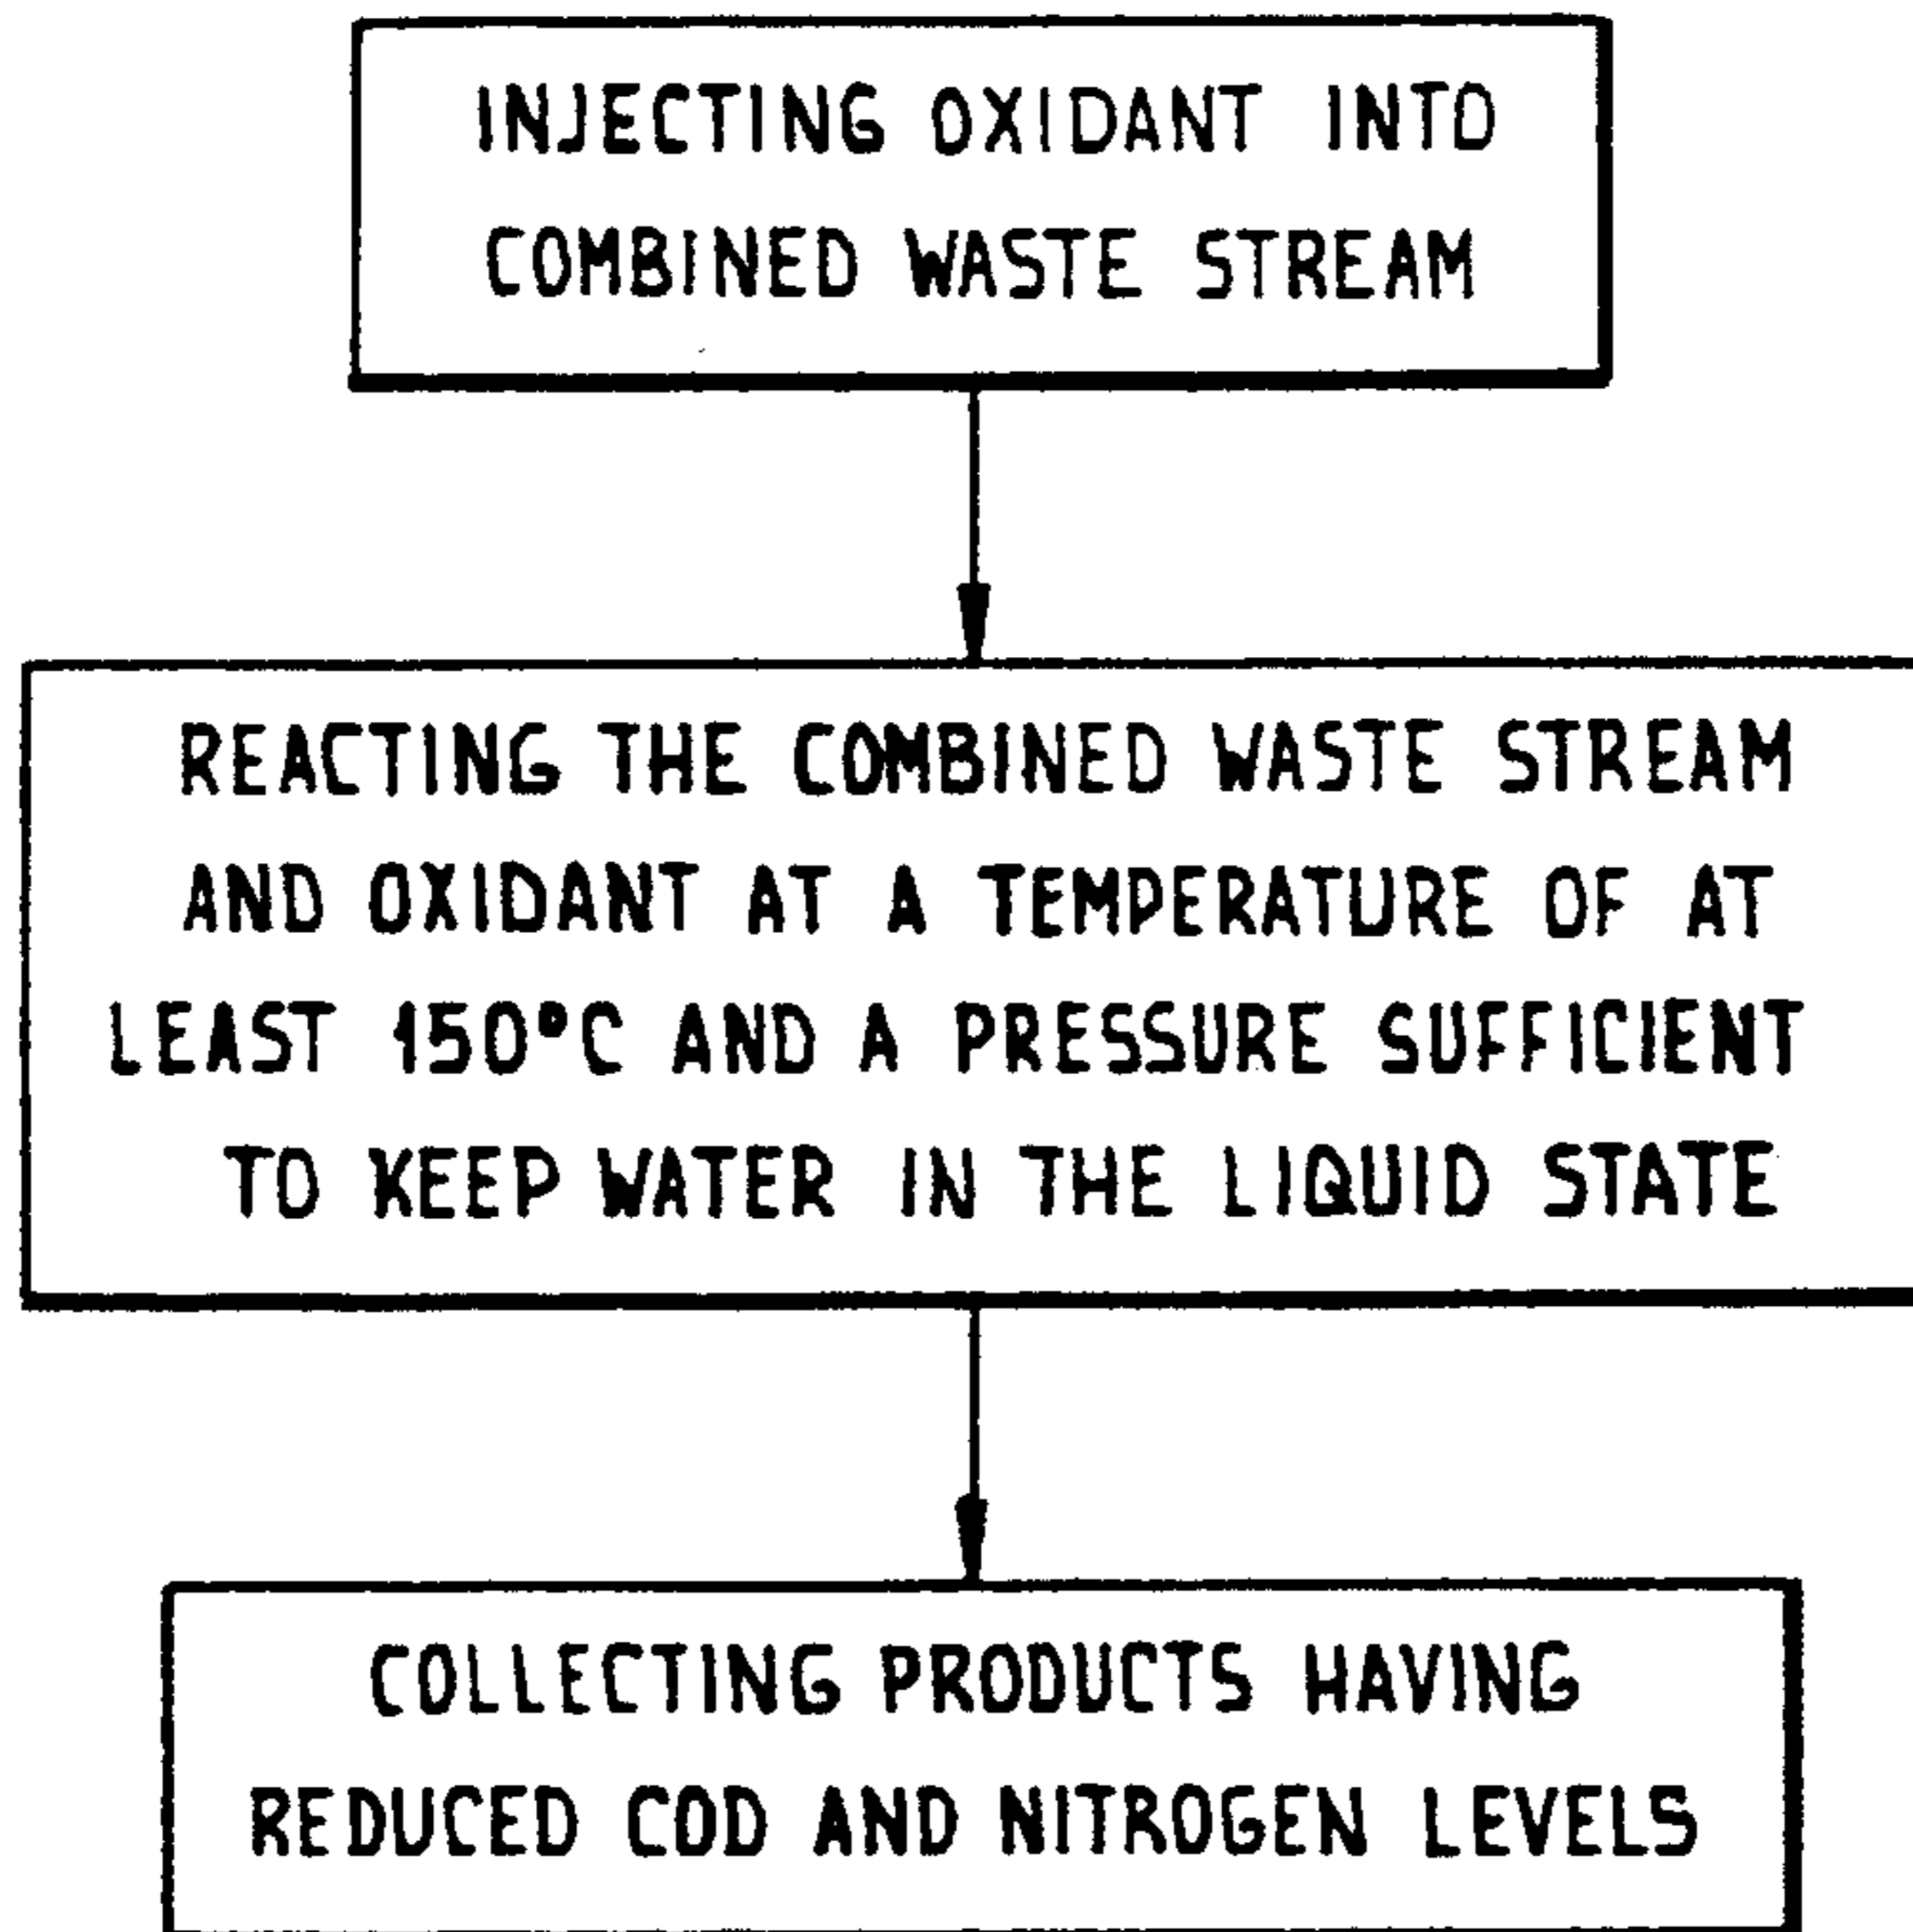 INJECTING OXIDANT INTO
COMBINED WASTE STREAM
REACTING THE COMBINED WASTE STREAM
AND OXIDANT AT A TEMPERATURE OF AT
LEAST 150°C AND A PRESSURE SUFFICIENT
TO KEEP WATER IN THE LIQUID STATE
COLLECTING PRODUCTS HAVING
REDUCED COD AND NITROGEN LEVELS